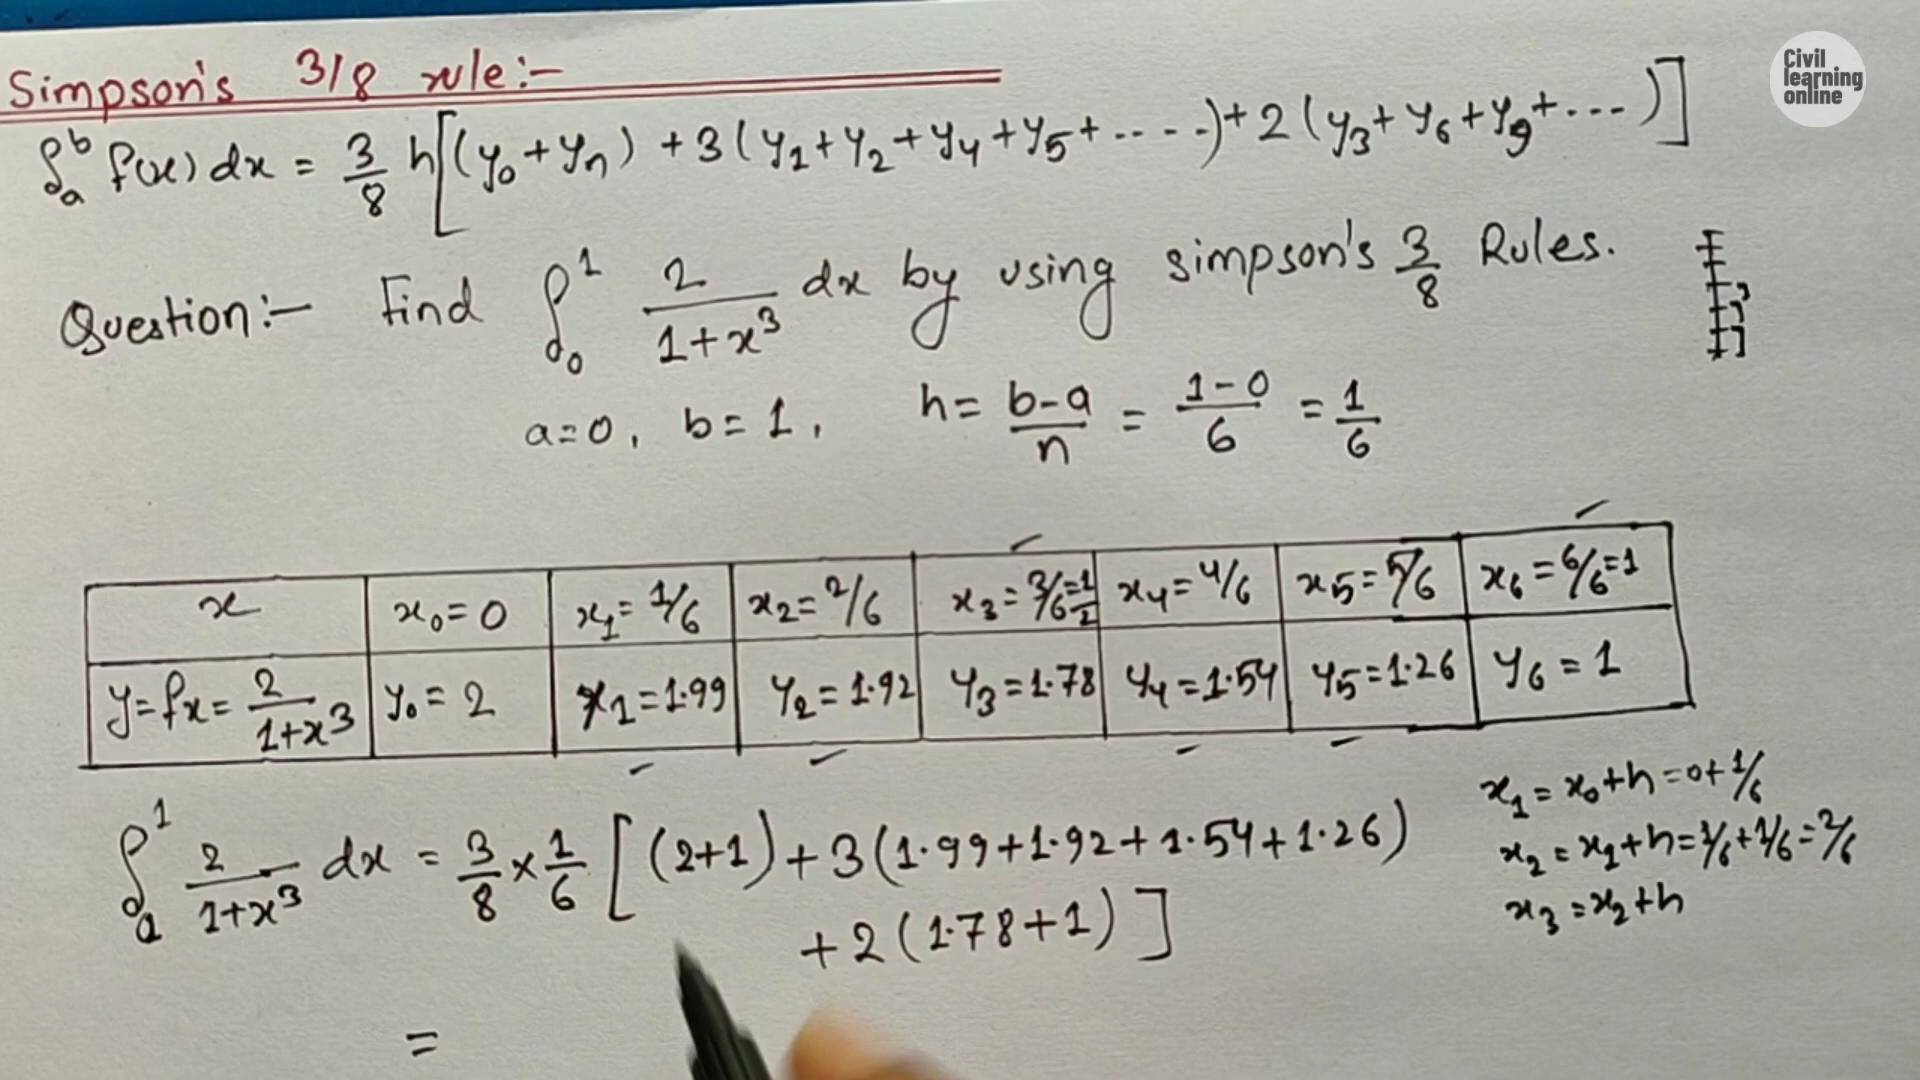 Civil learning online
Simpson's 3/8 rule:-
∫ₐᵇ f(x) dx = 3/8 h[(y₀+yₙ) + 3(y₁+y₂+y₄+y₅+.....) + 2(y₃+y₆+y₉+...)]
Question:- Find ∫₀¹ 2/(1+x³) dx by using simpson's 3/8 Rules.
a=0, b=1, h= (b-a)/n = (1-0)/6 = 1/6
x x₀=0 x₁=1/6 x₂=2/6 x₃=3/6=1/2 x₄=4/6 x₅=5/6 x₆=6/6=1
y=fx= 2/(1+x³) y₀=2 y₁=1.99 y₂=1.92 y₃=1.78 y₄=1.54 y₅=1.26 y₆=1
∫ₐ¹ 2/(1+x³) dx = 3/8 × 1/6 [(2+1)+3(1.99+1.92+1.54+1.26)
+2(1.78+1)]
=
x₁=x₀+h=0+1/6
x₂=x₁+h=1/6+1/6=2/6
x₃=x₂+h